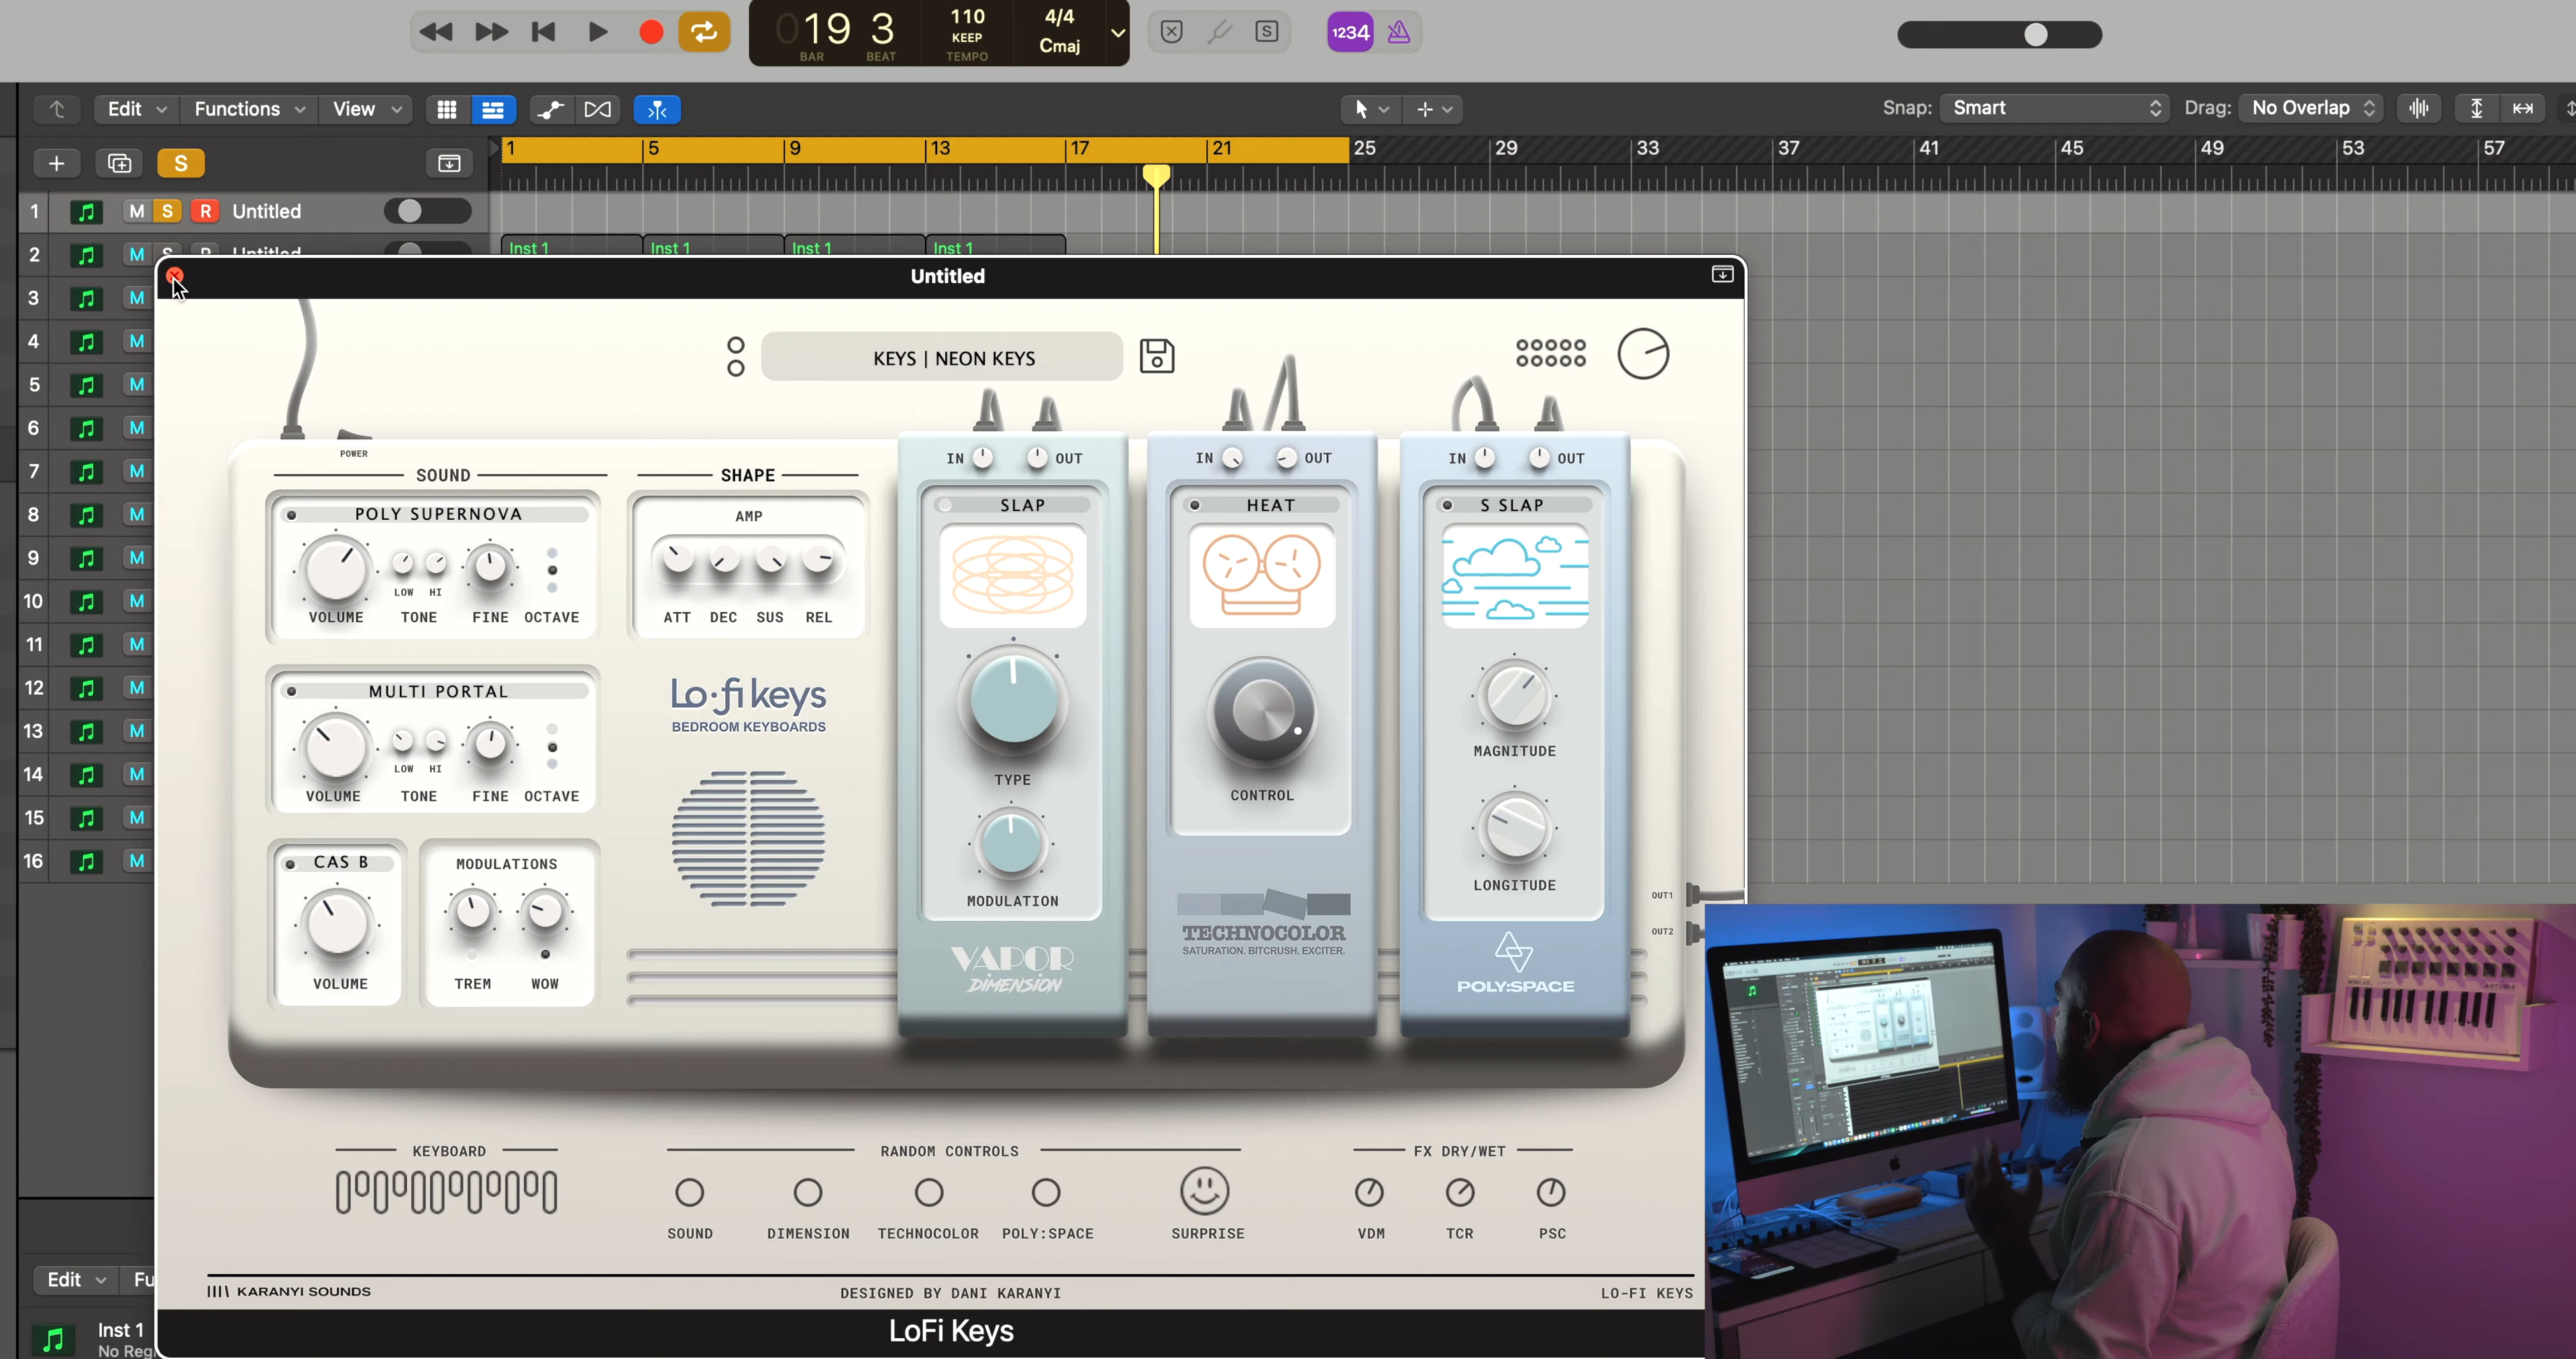 019 3 110 4/4
KEEP Cmaj
BAR BEAT TEMPO
S 1234
Edit Functions View Snap: Smart Drag: No Overlap
S 1 5 9 13 17 21 25 29 33 37 41 45 49 53 57
1 M S R Untitled
2 M S R Untitled Inst 1 Inst 1 Inst 1 Inst 1
3 M
4 M
5 M
6 M
7 M
8 M
9 M
10 M
11 M
12 M
13 M
14 M
15 M
16 M
Untitled
KEYS | NEON KEYS
POWER
SOUND SHAPE
POLY SUPERNOVA
LOW HI
VOLUME TONE FINE OCTAVE
AMP
ATT DEC SUS REL
MULTI PORTAL
LOW HI
VOLUME TONE FINE OCTAVE
Lo-fi keys
BEDROOM KEYBOARDS
CAS B
VOLUME
MODULATIONS
TREM WOW
IN OUT
SLAP
TYPE
MODULATION
VAPOR
DIMENSION
IN OUT
HEAT
CONTROL
TECHNOCOLOR
SATURATION. BITCRUSH. EXCITER.
IN OUT
S SLAP
MAGNITUDE
LONGITUDE
POLY:SPACE
OUT1
OUT2
KEYBOARD RANDOM CONTROLS FX DRY/WET
SOUND DIMENSION TECHNOCOLOR POLY:SPACE SURPRISE VDM TCR PSC
KARANYI SOUNDS DESIGNED BY DANI KARANYI LO-FI KEYS
LoFi Keys
Edit Fu
Inst 1
No Regi
ARTURIA